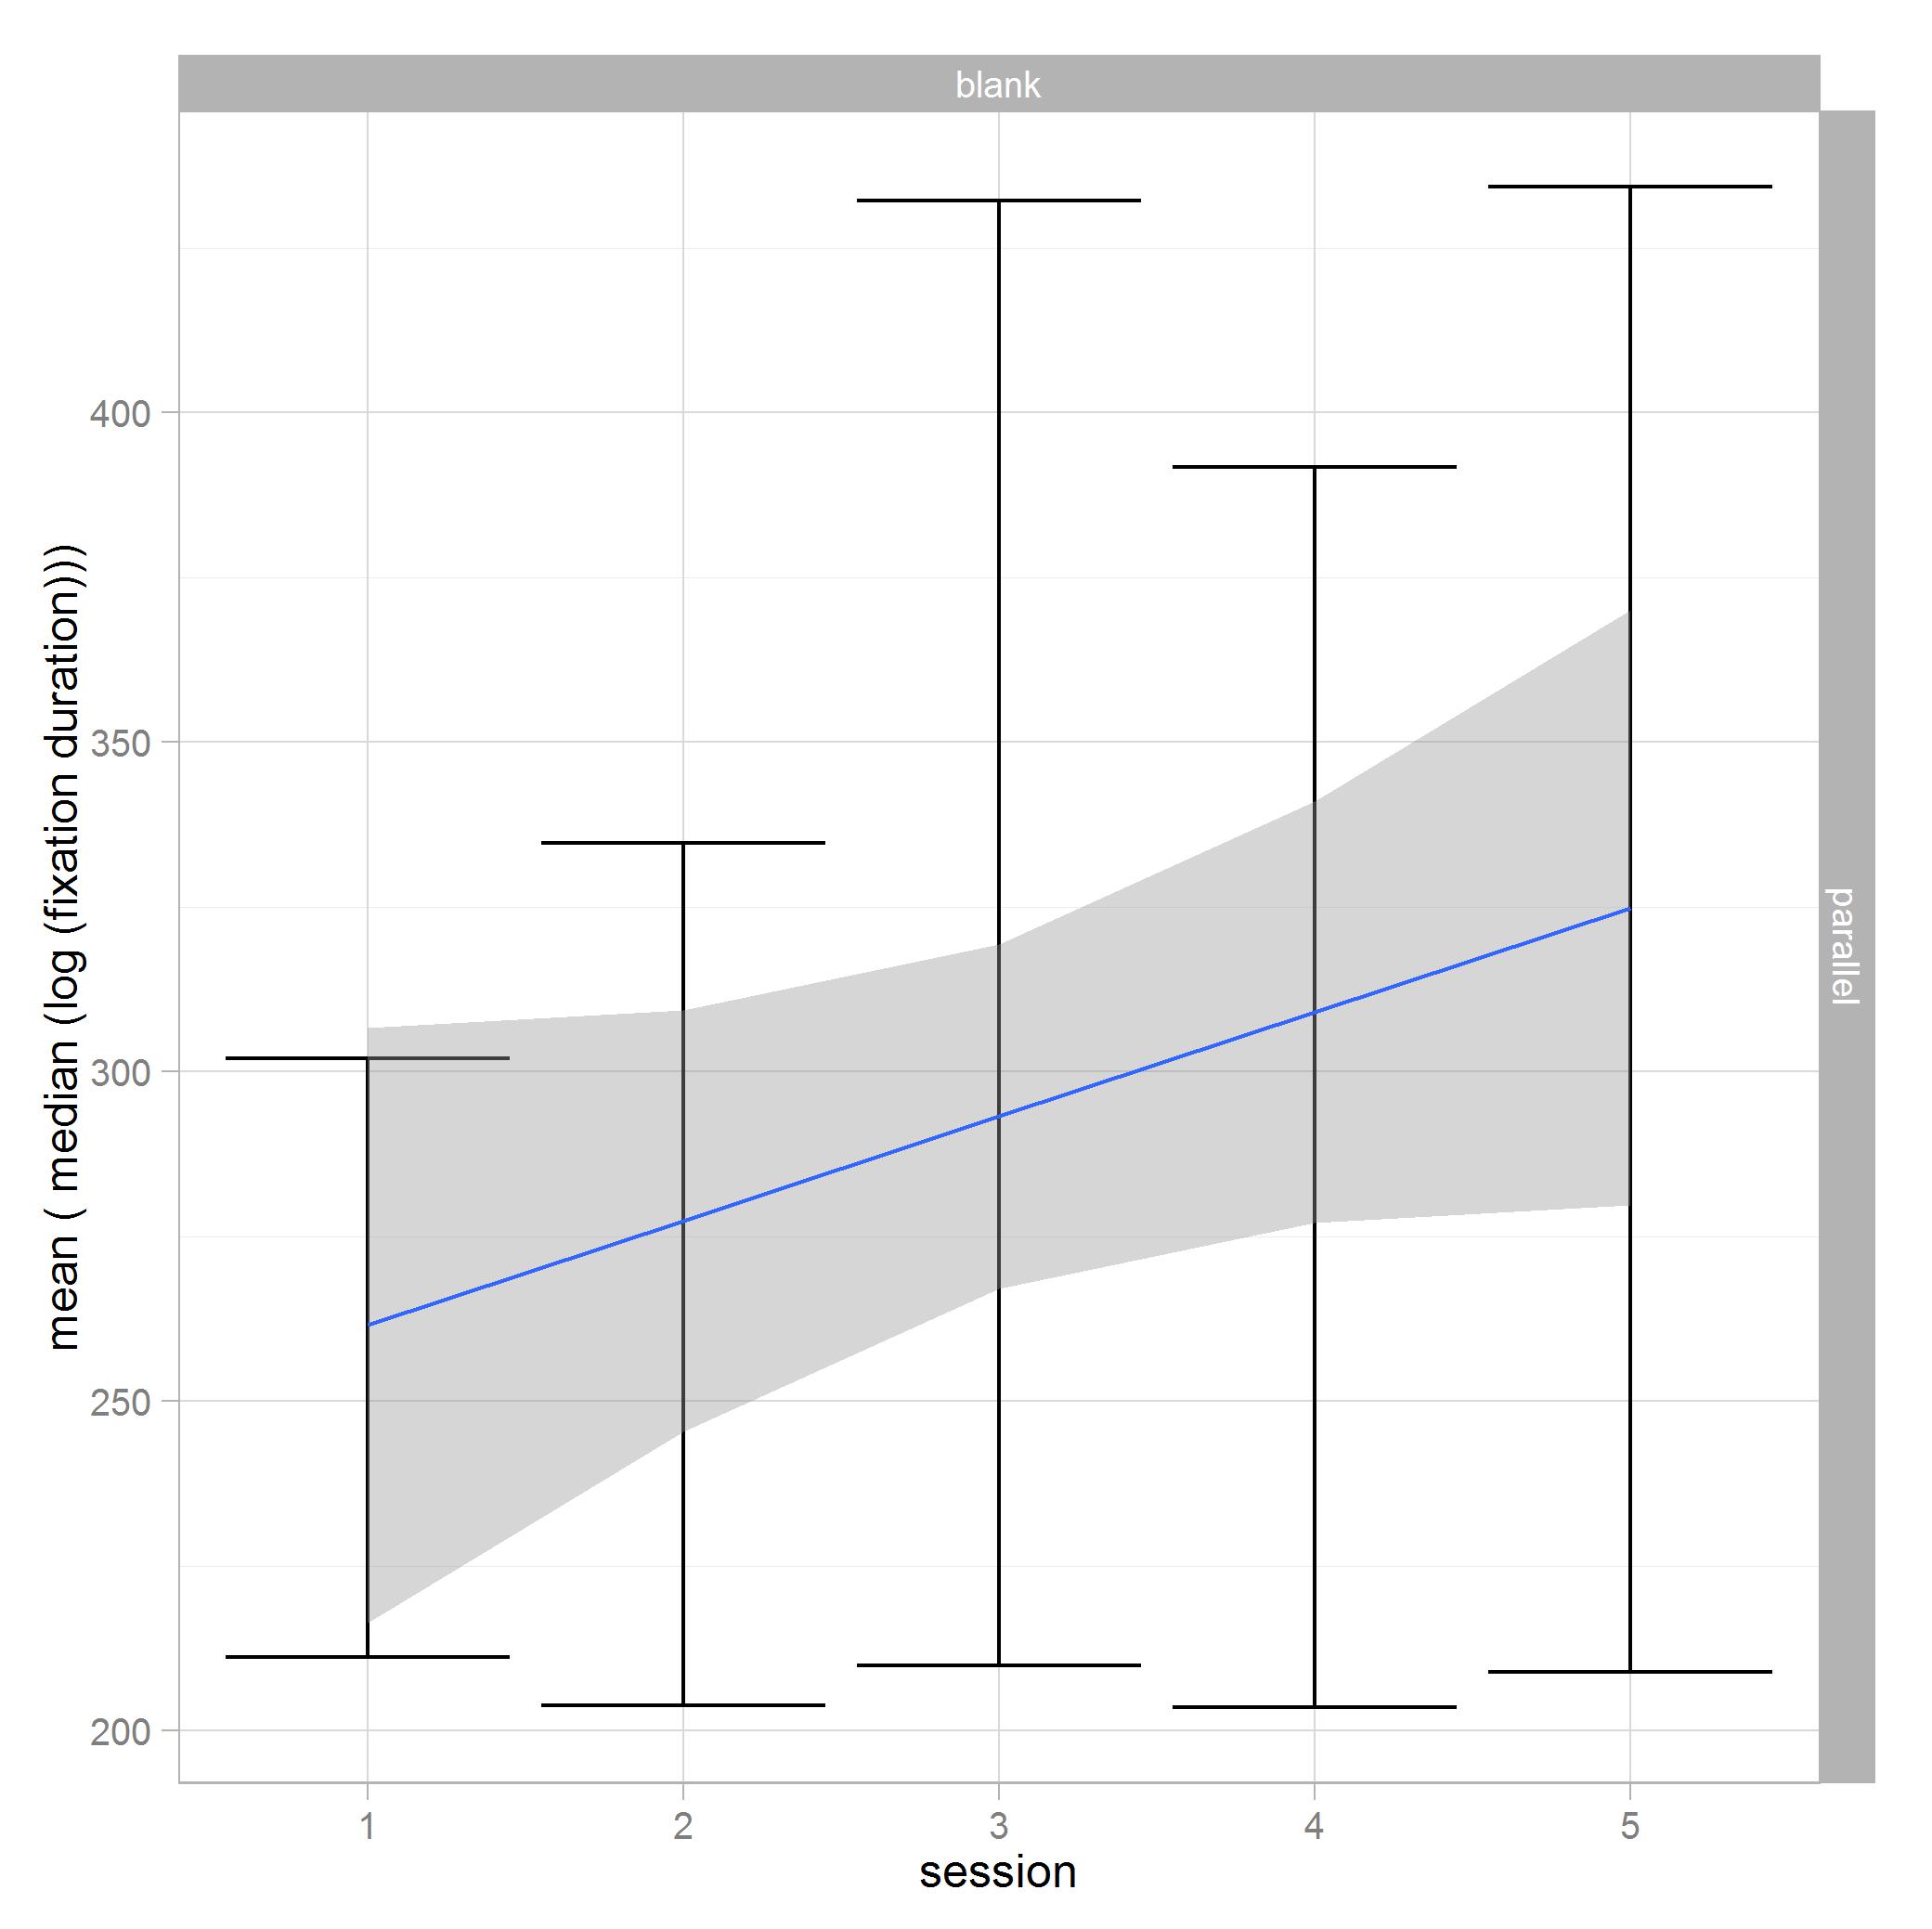 blank
mean ( median (log (fixation duration)))
400
350
300
250
200
parallel
1 2 3 4 5
session